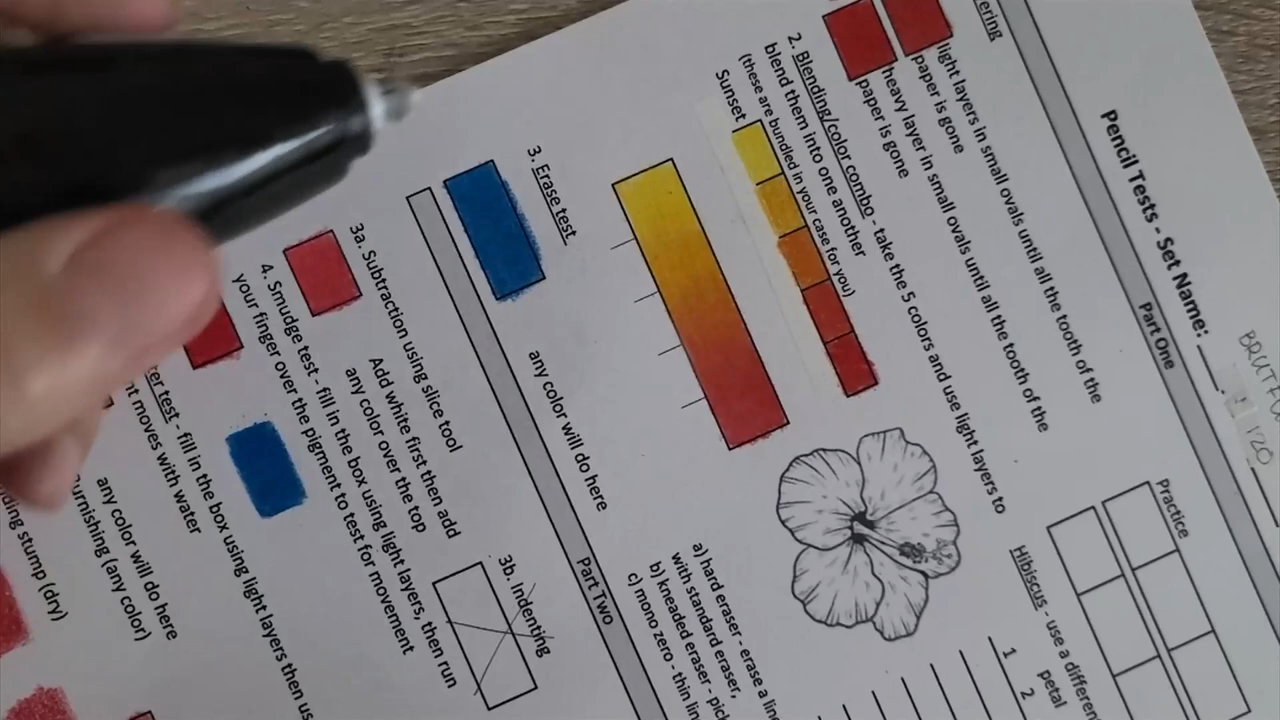 Pencil Tests - Set Name:
BRUTFU
120
Part One
ering
light layers in small ovals until all the tooth of the
paper is gone
heavy layer in small ovals until all the tooth of the
paper is gone
2. Blending/color combo - take the 5 colors and use light layers to
blend them into one another
(these are bundled in your case for you)
Sunset
Practice
Hibiscus - use a differen
petal
1
2
3. Erase test
any color will do here
a) hard eraser - erase a line
with standard eraser,
b) kneaded eraser - pick
c) mono zero - thin lin
Part Two
3a. Subtraction using slice tool
Add white first then add
any color over the top
3b. Indenting
4. Smudge test - fill in the box using light layers, then run
your finger over the pigment to test for movement
ter test - fill in the box using light layers then us
nt moves with water
any color will do here
urnishing (any color)
ding stump (dry)